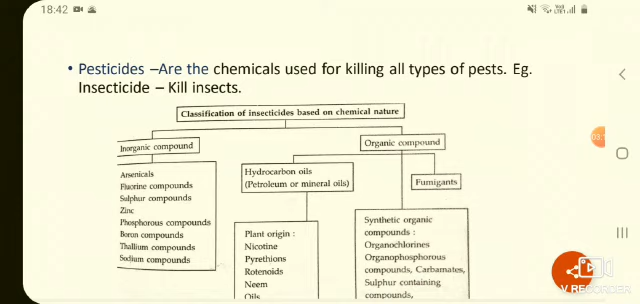 18:42
• Pesticides –Are the chemicals used for killing all types of pests. Eg.
Insecticide – Kill insects.
Classification of insecticides based on chemical nature
Inorganic compound
Organic compound
Arsenicals
Fluorine compounds
Sulphur compounds
Zinc
Phosphorous compounds
Boron compounds
Thallium compounds
Sodium compounds
Hydrocarbon oils
(Petroleum or mineral oils)
Fumigants
Plant origin :
Nicotine
Pyrethions
Rotenoids
Neem
Oils
Synthetic organic
compounds :
Organochlorines
Organophosphorous
compounds, Carbamates,
Sulphur containing
compounds,
V RECORDER